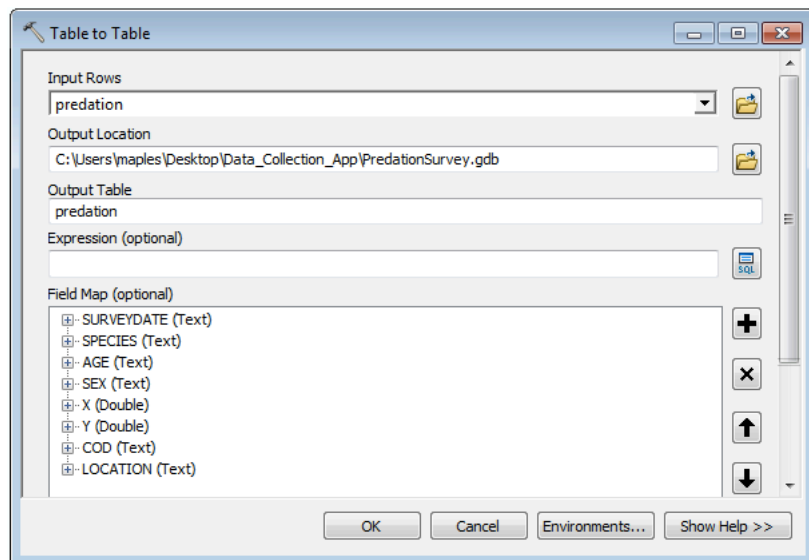 Table to Table
Input Rows
predation
Output Location
C:\Users\maples\Desktop\Data_Collection_App\PredationSurvey.gdb
Output Table
predation
Expression (optional)
SQL
Field Map (optional)
SURVEYDATE (Text)
SPECIES (Text)
AGE (Text)
SEX (Text)
X (Double)
Y (Double)
COD (Text)
LOCATION (Text)
OK
Cancel
Environments...
Show Help >>